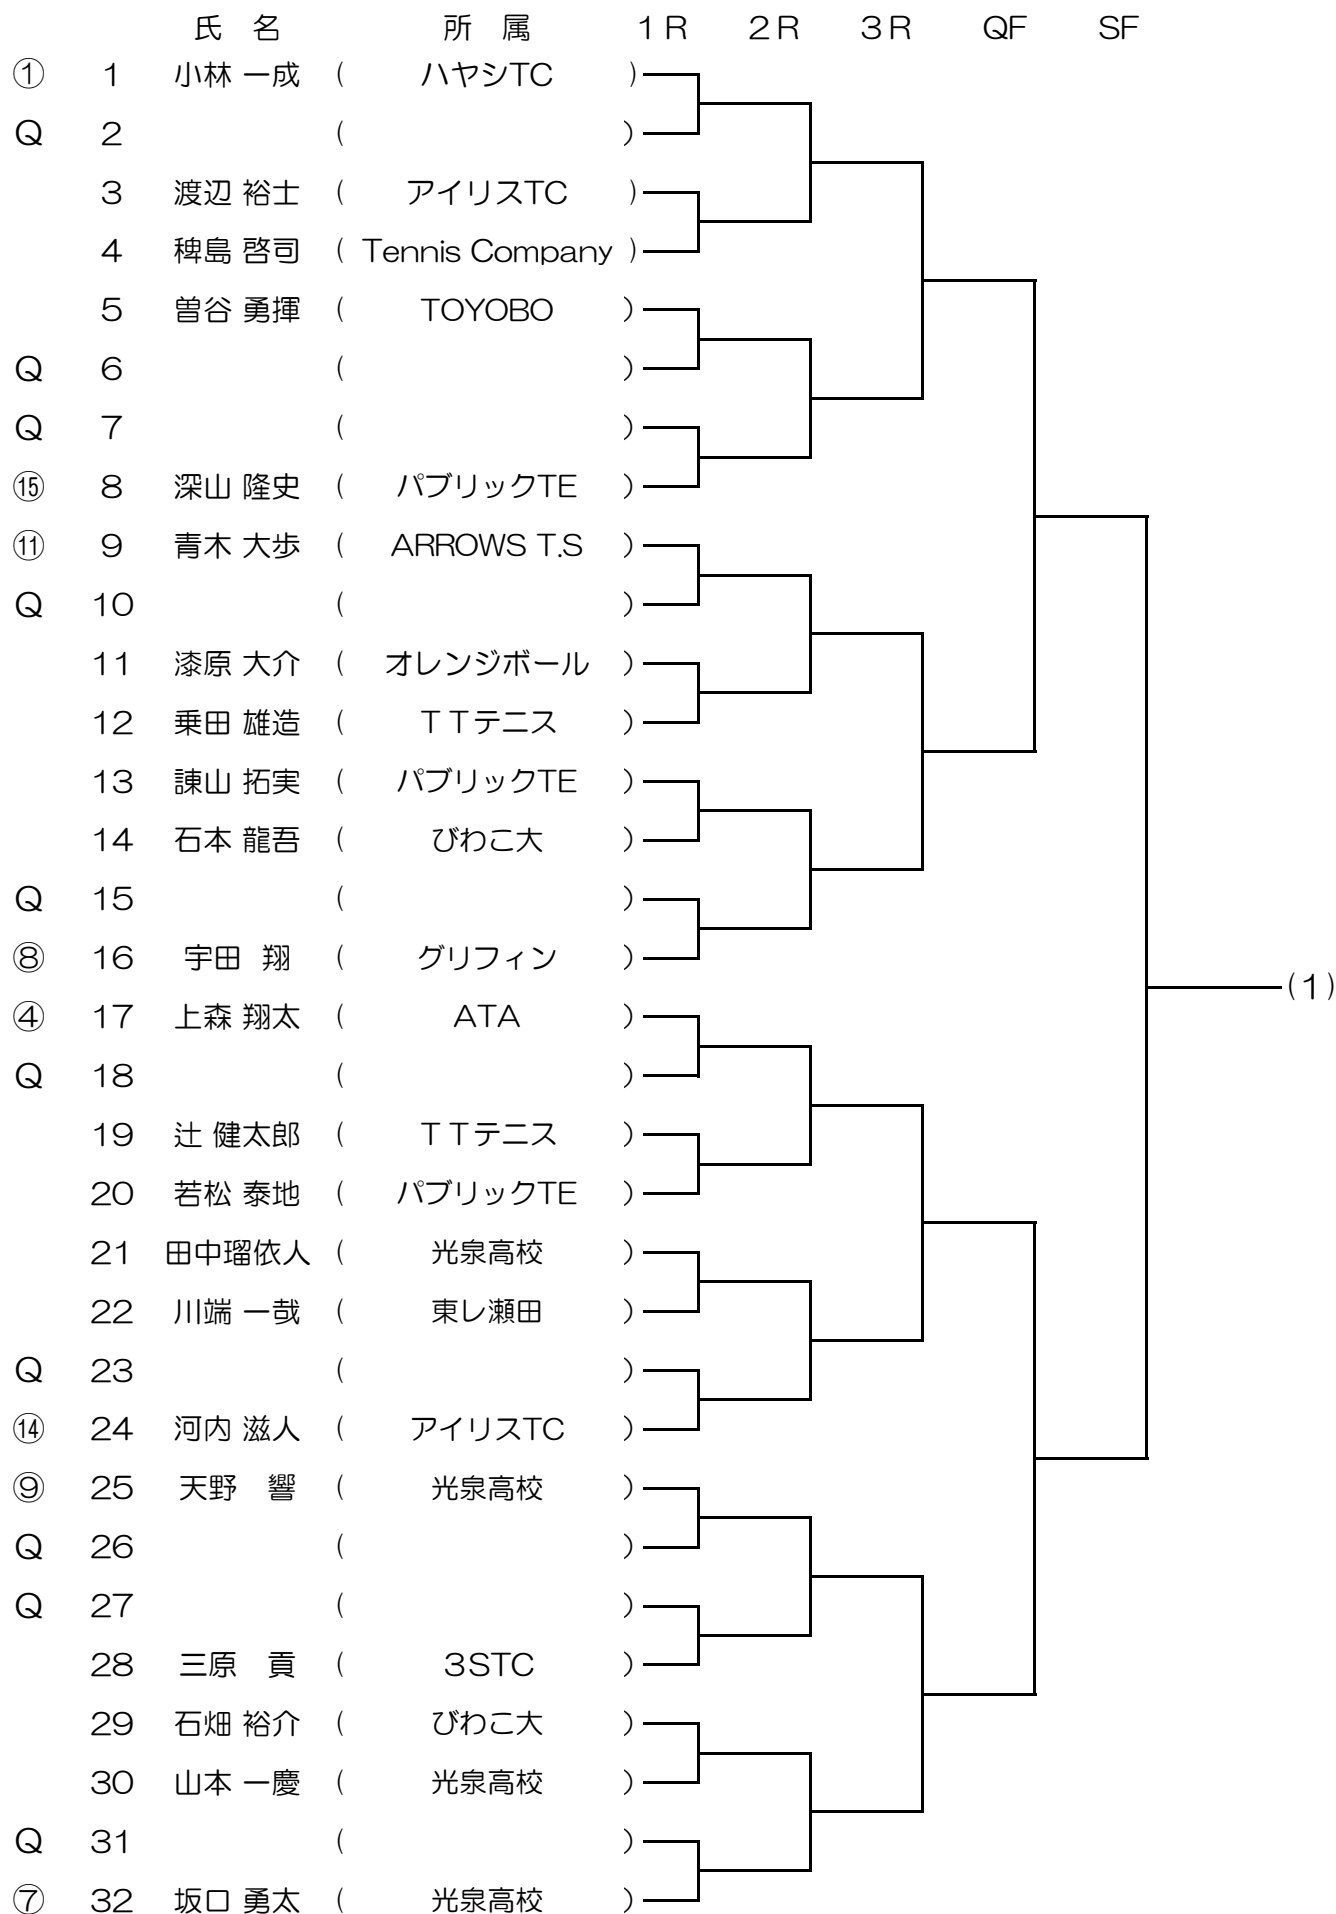 氏 名 所 属 1R 2R 3R QF SF
① 1 小林 一成 ( ハヤシTC )
Q 2 ( )
3 渡辺 裕士 ( アイリスTC )
4 稗島 啓司 ( Tennis Company )
5 曽谷 勇揮 ( TOYOBO )
Q 6 ( )
Q 7 ( )
⑮ 8 深山 隆史 ( パブリックTE )
⑪ 9 青木 大歩 ( ARROWS T.S )
Q 10 ( )
11 漆原 大介 ( オレンジボール )
12 乗田 雄造 ( TTテニス )
13 諌山 拓実 ( パブリックTE )
14 石本 龍吾 ( びわこ大 )
Q 15 ( )
⑧ 16 宇田 翔 ( グリフィン )
(1)
④ 17 上森 翔太 ( ATA )
Q 18 ( )
19 辻 健太郎 ( TTテニス )
20 若松 泰地 ( パブリックTE )
21 田中瑠依人 ( 光泉高校 )
22 川端 一哉 ( 東レ瀬田 )
Q 23 ( )
⑭ 24 河内 滋人 ( アイリスTC )
⑨ 25 天野 響 ( 光泉高校 )
Q 26 ( )
Q 27 ( )
28 三原 貢 ( 3STC )
29 石畑 裕介 ( びわこ大 )
30 山本 一慶 ( 光泉高校 )
Q 31 ( )
⑦ 32 坂口 勇太 ( 光泉高校 )